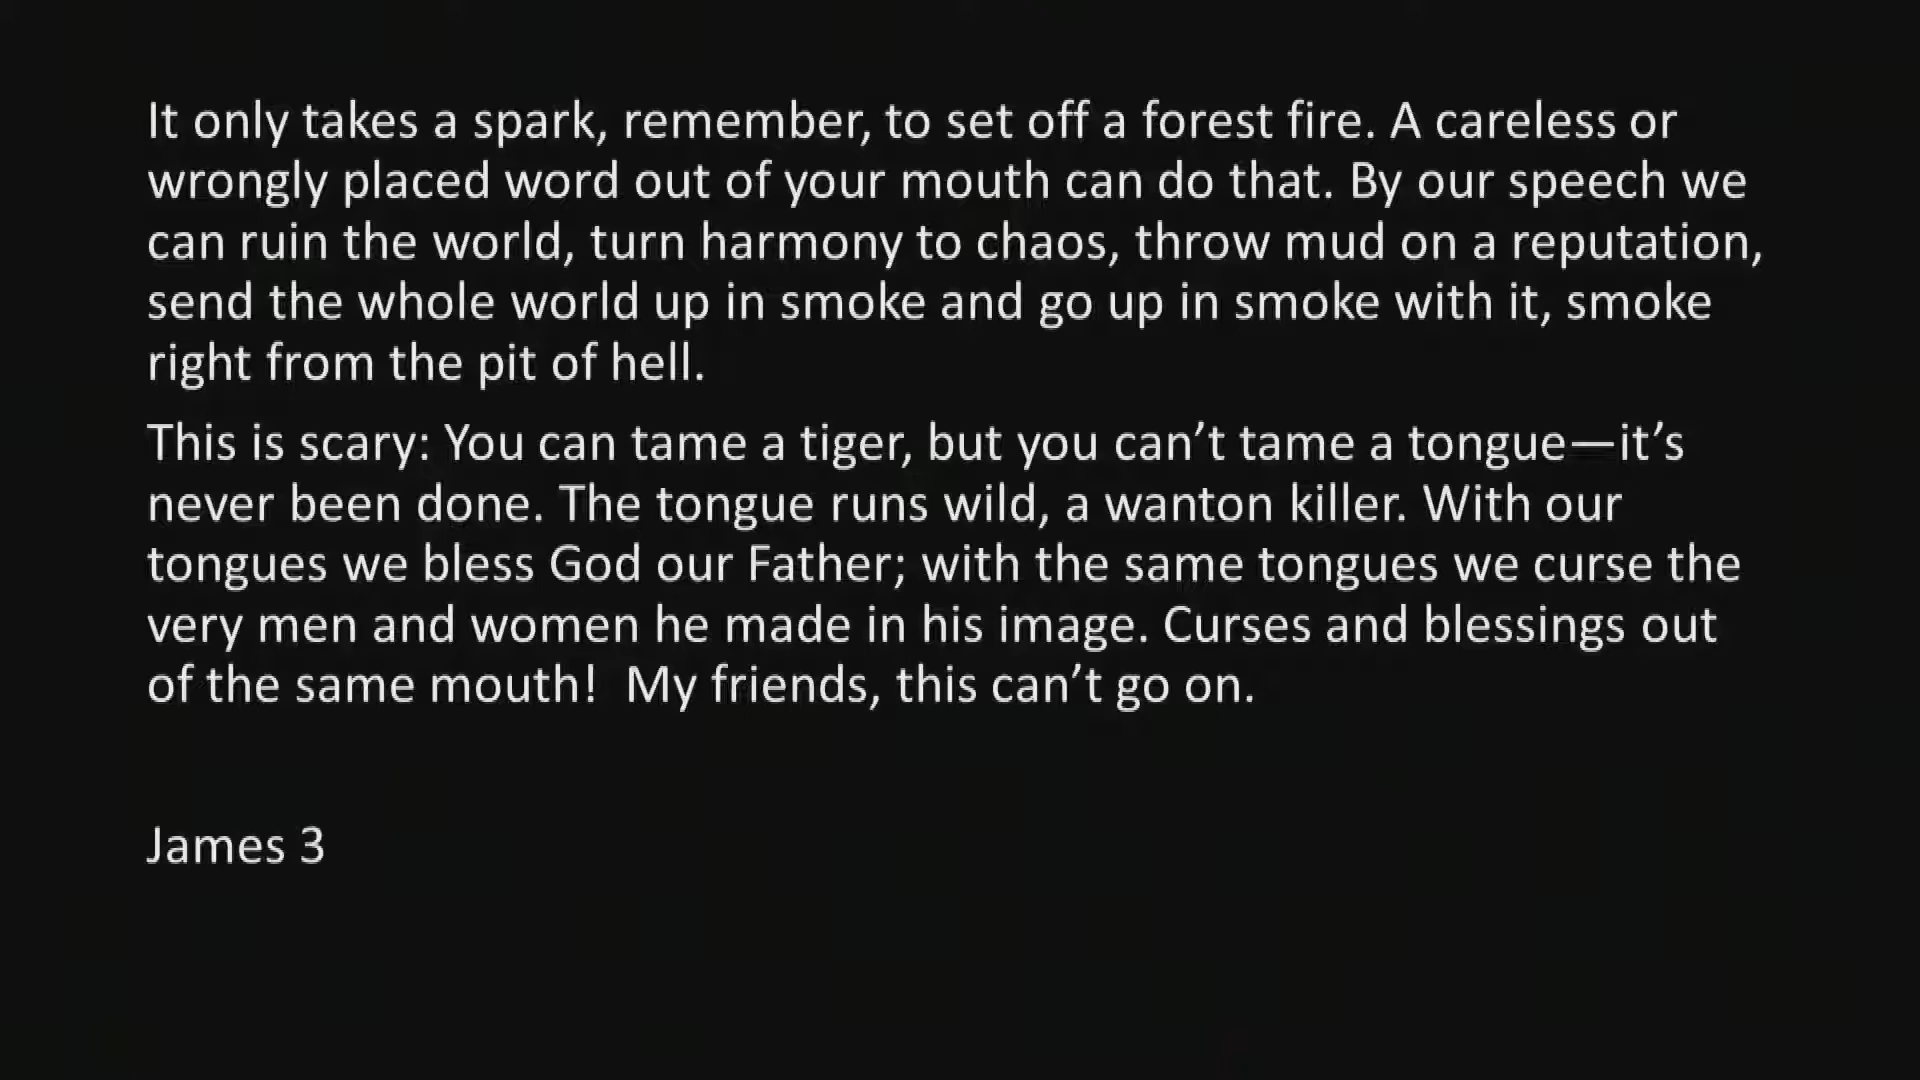 It only takes a spark, remember, to set off a forest fire. A careless or
wrongly placed word out of your mouth can do that. By our speech we
can ruin the world, turn harmony to chaos, throw mud on a reputation,
send the whole world up in smoke and go up in smoke with it, smoke
right from the pit of hell.
This is scary: You can tame a tiger, but you can’t tame a tongue—it’s
never been done. The tongue runs wild, a wanton killer. With our
tongues we bless God our Father; with the same tongues we curse the
very men and women he made in his image. Curses and blessings out
of the same mouth!  My friends, this can’t go on.
James 3